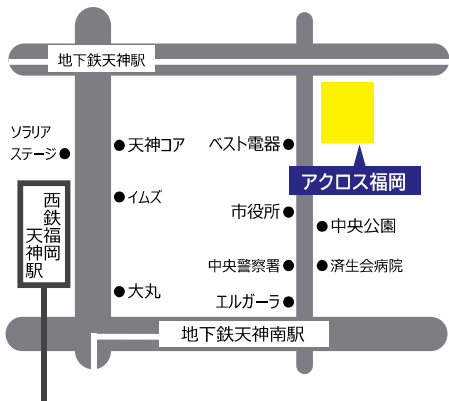 地下鉄天神駅
ソラリア
ステージ
天神コア
ベスト電器
アクロス福岡
西鉄福岡
天神駅
イムズ
市役所
中央公園
中央警察署
済生会病院
大丸
エルガーラ
地下鉄天神南駅